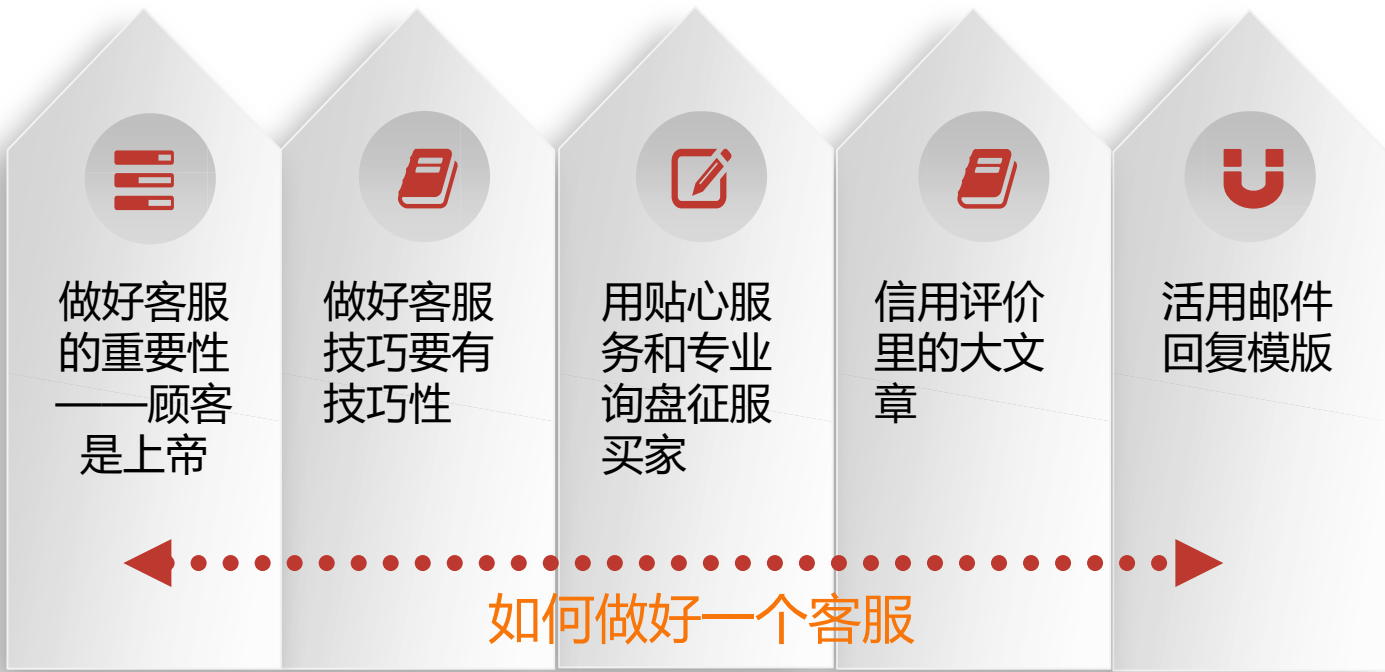 做好客服
的重要性
——顾客
是上帝
做好客服
技巧要有
技巧性
用贴心服
务和专业
询盘征服
买家
信用评价
里的大文
章
活用邮件
回复模版
如何做好一个客服